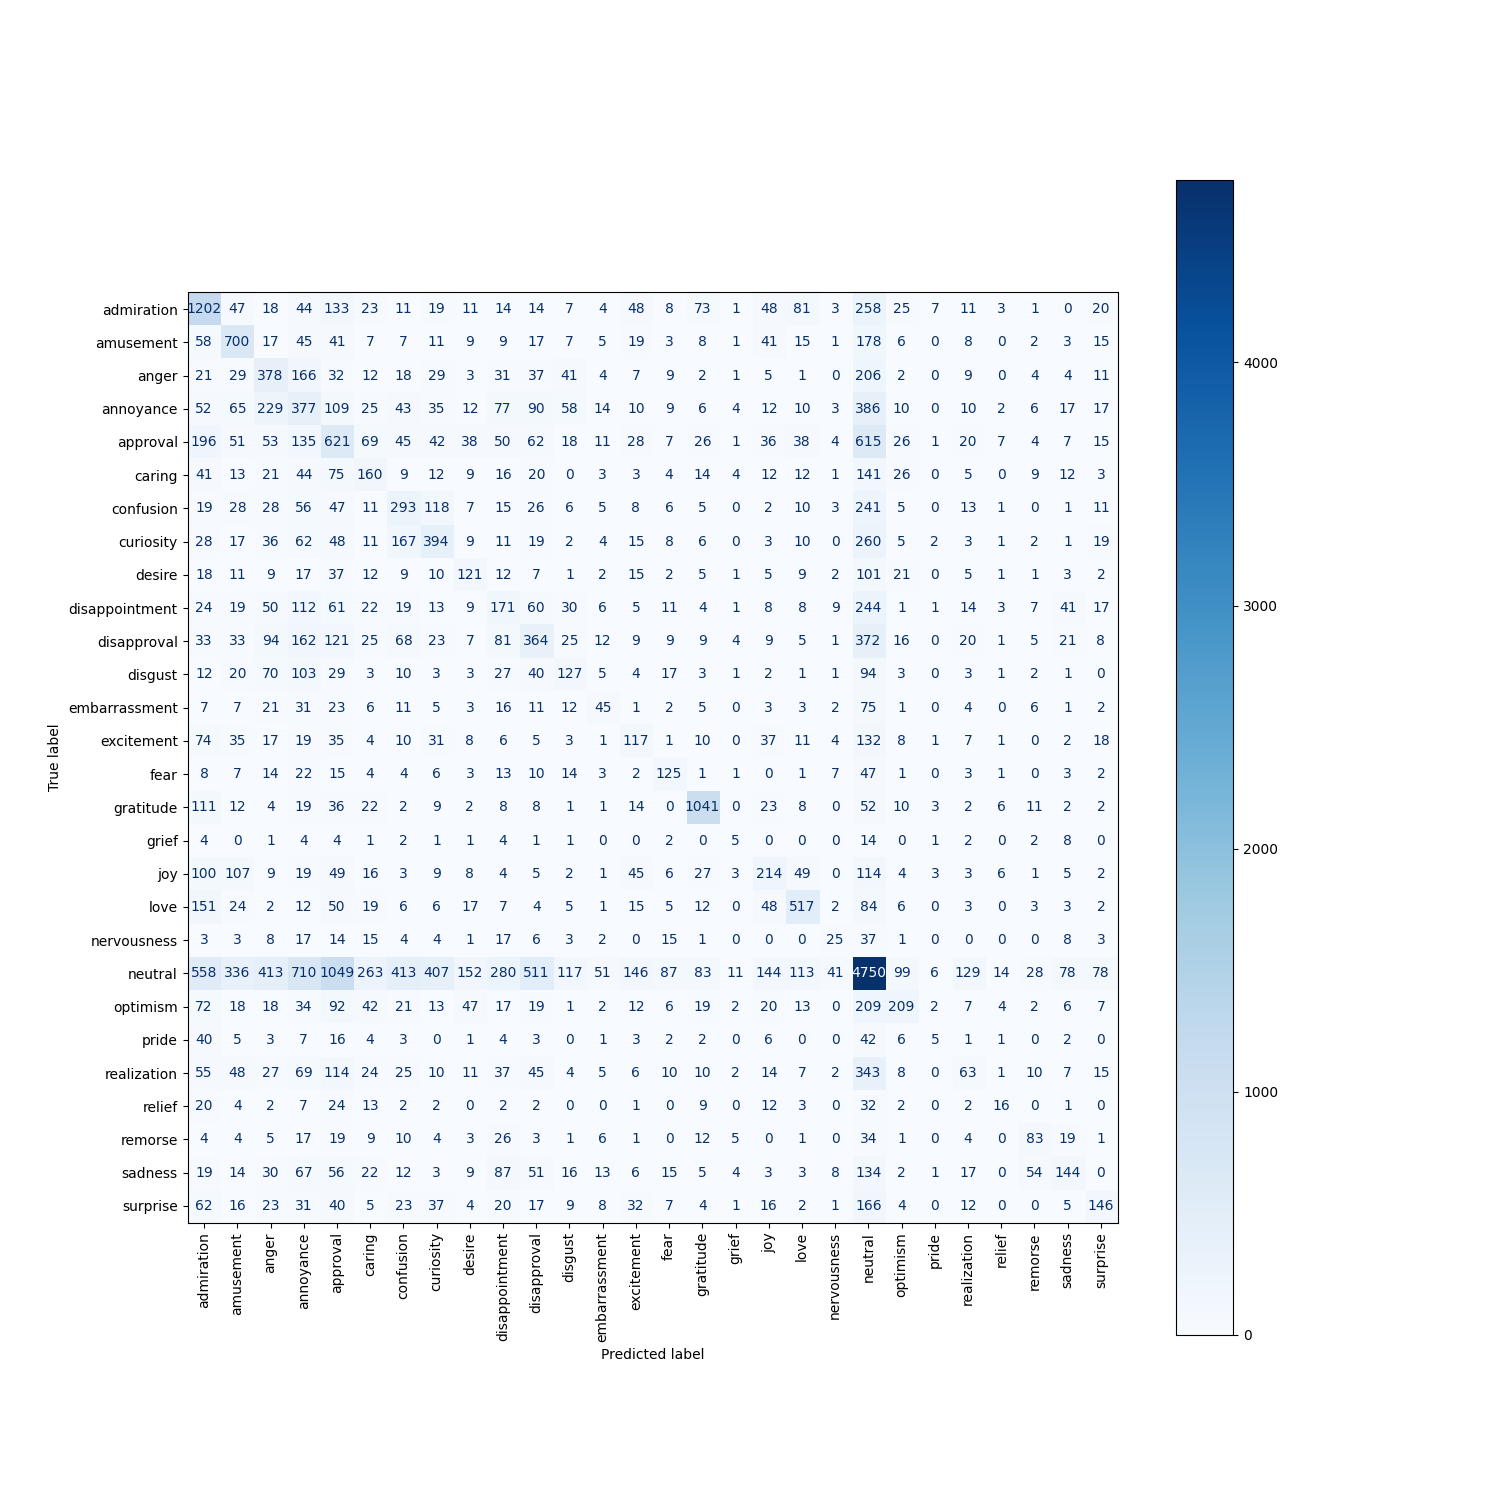 admiration 1202 47 18 44 133 23 11 19 11 14 14 7 4 48 8 73 1 48 81 3 258 25 7 11 3 1 0 20
amusement 58 700 17 45 41 7 7 11 9 9 17 7 5 19 3 8 1 41 15 1 178 6 0 8 0 2 3 15
anger 21 29 378 166 32 12 18 29 3 31 37 41 4 7 9 2 1 5 1 0 206 2 0 9 0 4 4 11
annoyance 52 65 229 377 109 25 43 35 12 77 90 58 14 10 9 6 4 12 10 3 386 10 0 10 2 6 17 17
approval 196 51 53 135 621 69 45 42 38 50 62 18 11 28 7 26 1 36 38 4 615 26 1 20 7 4 7 15
caring 41 13 21 44 75 160 9 12 9 16 20 0 3 3 4 14 4 12 12 1 141 26 0 5 0 9 12 3
confusion 19 28 28 56 47 11 293 118 7 15 26 6 5 8 6 5 0 2 10 3 241 5 0 13 1 0 1 11
curiosity 28 17 36 62 48 11 167 394 9 11 19 2 4 15 8 6 0 3 10 0 260 5 2 3 1 2 1 19
desire 18 11 9 17 37 12 9 10 121 12 7 1 2 15 2 5 1 5 9 2 101 21 0 5 1 1 3 2
disappointment 24 19 50 112 61 22 19 13 9 171 60 30 6 5 11 4 1 8 8 9 244 1 1 14 3 7 41 17
disapproval 33 33 94 162 121 25 68 23 7 81 364 25 12 9 9 9 4 9 5 1 372 16 0 20 1 5 21 8
disgust 12 20 70 103 29 3 10 3 3 27 40 127 5 4 17 3 1 2 1 1 94 3 0 3 1 2 1 0
embarrassment 7 7 21 31 23 6 11 5 3 16 11 12 45 1 2 5 0 3 3 2 75 1 0 4 0 6 1 2
excitement 74 35 17 19 35 4 10 31 8 6 5 3 1 117 1 10 0 37 11 4 132 8 1 7 1 0 2 18
fear 8 7 14 22 15 4 4 6 3 13 10 14 3 2 125 1 1 0 1 7 47 1 0 3 1 0 3 2
gratitude 111 12 4 19 36 22 2 9 2 8 8 1 1 14 0 1041 0 23 8 0 52 10 3 2 6 11 2 2
grief 4 0 1 4 4 1 2 1 1 4 1 1 0 0 2 0 5 0 0 0 14 0 1 2 0 2 8 0
joy 100 107 9 19 49 16 3 9 8 4 5 2 1 45 6 27 3 214 49 0 114 4 3 3 6 1 5 2
love 151 24 2 12 50 19 6 6 17 7 4 5 1 15 5 12 0 48 517 2 84 6 0 3 0 3 3 2
nervousness 3 3 8 17 14 15 4 4 1 17 6 3 2 0 15 1 0 0 0 25 37 1 0 0 0 0 8 3
neutral 558 336 413 710 1049 263 413 407 152 280 511 117 51 146 87 83 11 144 113 41 4750 99 6 129 14 28 78 78
optimism 72 18 18 34 92 42 21 13 47 17 19 1 2 12 6 19 2 20 13 0 209 209 2 7 4 2 6 7
pride 40 5 3 7 16 4 3 0 1 4 3 0 1 3 2 2 0 6 0 0 42 6 5 1 1 0 2 0
realization 55 48 27 69 114 24 25 10 11 37 45 4 5 6 10 10 2 14 7 2 343 8 0 63 1 10 7 15
relief 20 4 2 7 24 13 2 2 0 2 2 0 0 1 0 9 0 12 3 0 32 2 0 2 16 0 1 0
remorse 4 4 5 17 19 9 10 4 3 26 3 1 6 1 0 12 5 0 1 0 34 1 0 4 0 83 19 1
sadness 19 14 30 67 56 22 12 3 9 87 51 16 13 6 15 5 4 3 3 8 134 2 1 17 0 54 144 0
surprise 62 16 23 31 40 5 23 37 4 20 17 9 8 32 7 4 1 16 2 1 166 4 0 12 0 0 5 146
True label
admiration amusement anger annoyance approval caring confusion curiosity desire disappointment disapproval disgust embarrassment excitement fear gratitude grief joy love nervousness neutral optimism pride realization relief remorse sadness surprise
Predicted label
4000
3000
2000
1000
0